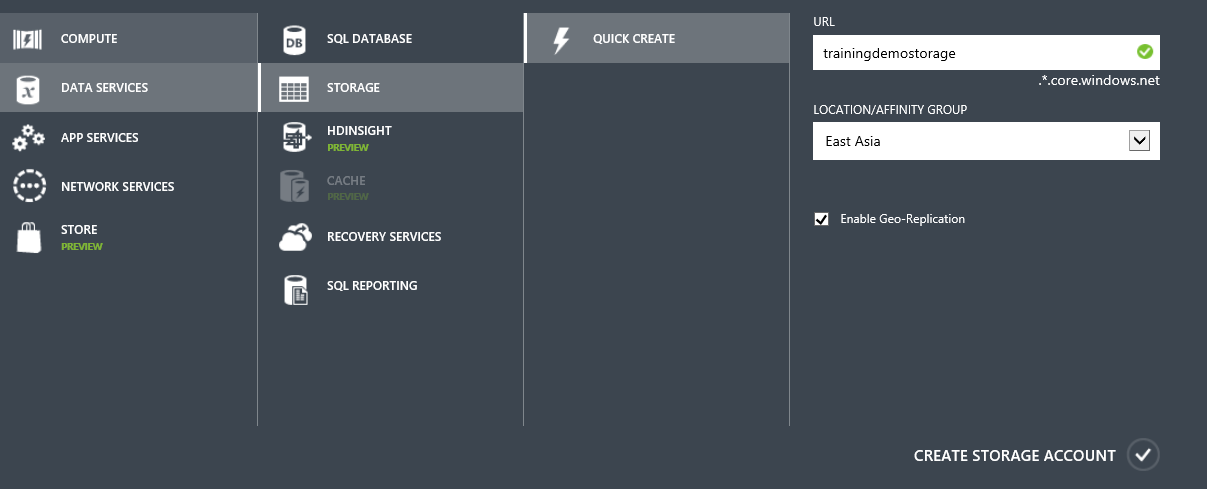 COMPUTE
DATA SERVICES
APP SERVICES
NETWORK SERVICES
STORE
PREVIEW
SQL DATABASE
STORAGE
HDINSIGHT
PREVIEW
CACHE
PREVIEW
RECOVERY SERVICES
SQL REPORTING
QUICK CREATE
URL
trainingdemostorage
.*.core.windows.net
LOCATION/AFFINITY GROUP
East Asia
Enable Geo-Replication
CREATE STORAGE ACCOUNT